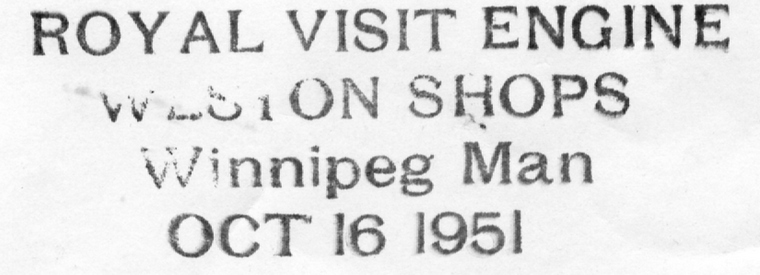 ROYAL VISIT ENGINE
WESTON SHOPS
Winnipeg Man
OCT 16 1951